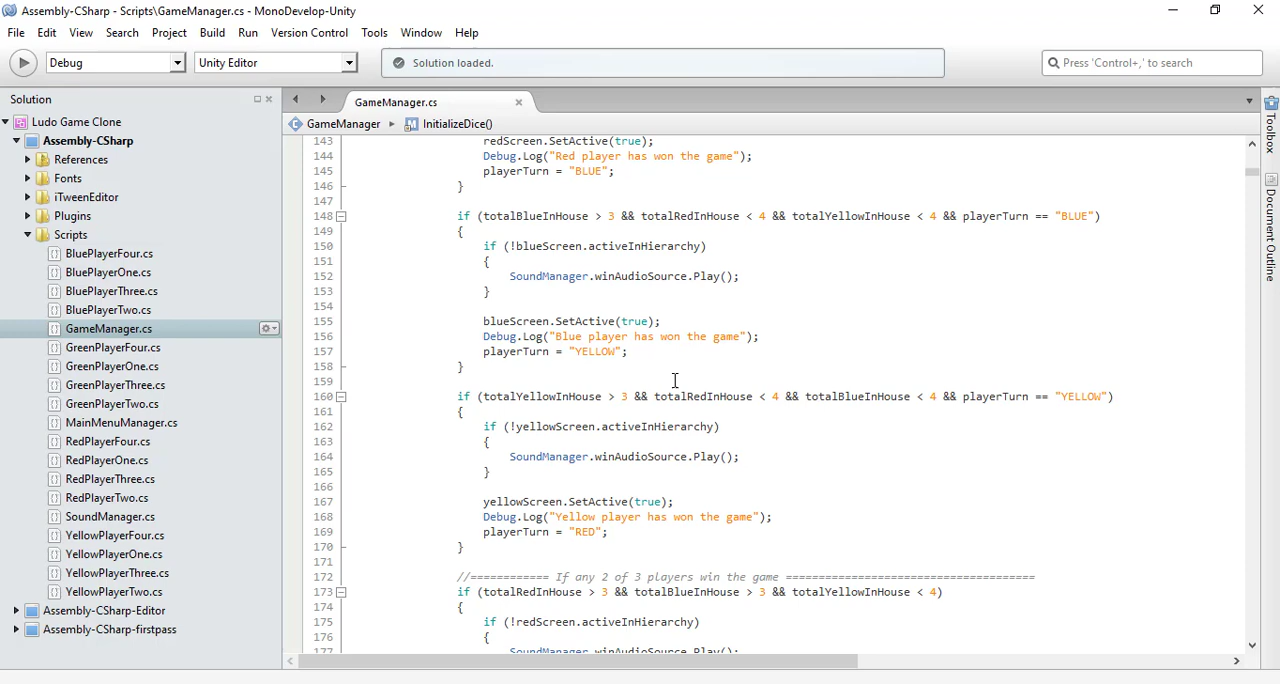 Assembly-CSharp - Scripts\GameManager.cs - MonoDevelop-Unity
File Edit View Search Project Build Run Version Control Tools Window Help
Debug Unity Editor Solution loaded. Press 'Control+,' to search
Solution
GameManager.cs
GameManager InitializeDice()
Ludo Game Clone
Assembly-CSharp
References
Fonts
iTweenEditor
Plugins
Scripts
BluePlayerFour.cs
BluePlayerOne.cs
BluePlayerThree.cs
BluePlayerTwo.cs
GameManager.cs
GreenPlayerFour.cs
GreenPlayerOne.cs
GreenPlayerThree.cs
GreenPlayerTwo.cs
MainMenuManager.cs
RedPlayerFour.cs
RedPlayerOne.cs
RedPlayerThree.cs
RedPlayerTwo.cs
SoundManager.cs
YellowPlayerFour.cs
YellowPlayerOne.cs
YellowPlayerThree.cs
YellowPlayerTwo.cs
Assembly-CSharp-Editor
Assembly-CSharp-firstpass
143 redScreen.SetActive(true);
144 Debug.Log("Red player has won the game");
145 playerTurn = "BLUE";
146 }
147
148 if (totalBlueInHouse > 3 && totalRedInHouse < 4 && totalYellowInHouse < 4 && playerTurn == "BLUE")
149 {
150 if (!blueScreen.activeInHierarchy)
151 {
152 SoundManager.winAudioSource.Play();
153 }
154
155 blueScreen.SetActive(true);
156 Debug.Log("Blue player has won the game");
157 playerTurn = "YELLOW";
158 }
159
160 if (totalYellowInHouse > 3 && totalRedInHouse < 4 && totalBlueInHouse < 4 && playerTurn == "YELLOW")
161 {
162 if (!yellowScreen.activeInHierarchy)
163 {
164 SoundManager.winAudioSource.Play();
165 }
166
167 yellowScreen.SetActive(true);
168 Debug.Log("Yellow player has won the game");
169 playerTurn = "RED";
170 }
171
172 //============ If any 2 of 3 players win the game ======================================
173 if (totalRedInHouse > 3 && totalBlueInHouse > 3 && totalYellowInHouse < 4)
174 {
175 if (!redScreen.activeInHierarchy)
176 {
177 SoundManager.winAudioSource.Play();
Toolbox
Document Outline